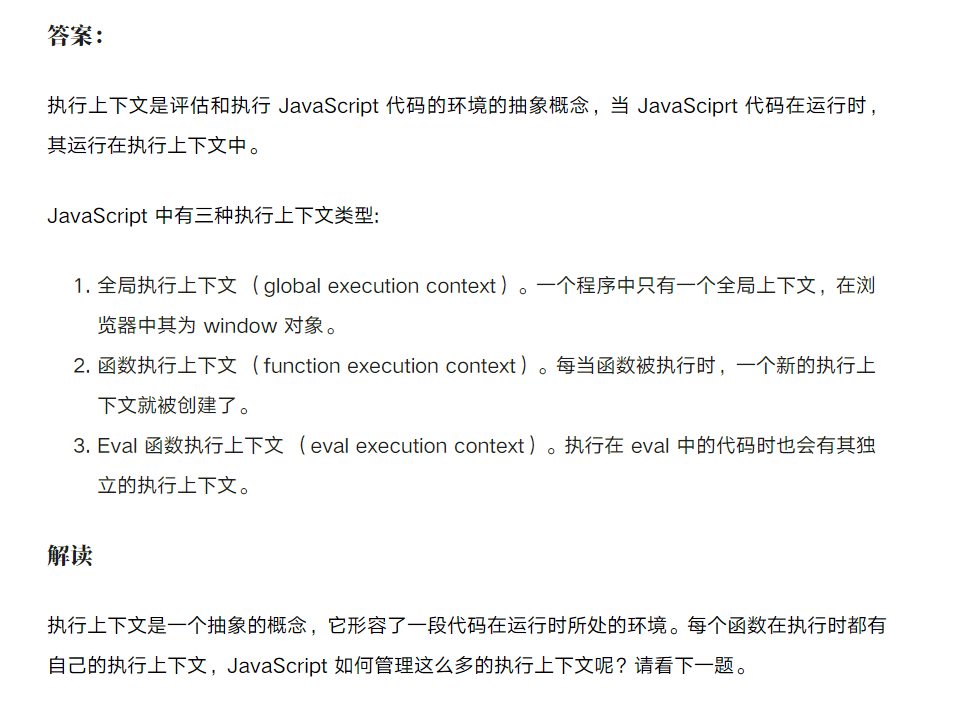 答案：
执行上下文是评估和执行 JavaScript 代码的环境的抽象概念，当 JavaSciprt 代码在运行时，
其运行在执行上下文中。
JavaScript 中有三种执行上下文类型:
1. 全局执行上下文 （global execution context）。一个程序中只有一个全局上下文，在浏
览器中其为 window 对象。
2. 函数执行上下文 （function execution context）。每当函数被执行时，一个新的执行上
下文就被创建了。
3. Eval 函数执行上下文 （eval execution context）。执行在 eval 中的代码时也会有其独
立的执行上下文。
解读
执行上下文是一个抽象的概念，它形容了一段代码在运行时所处的环境。每个函数在执行时都有
自己的执行上下文，JavaScript 如何管理这么多的执行上下文呢？请看下一题。